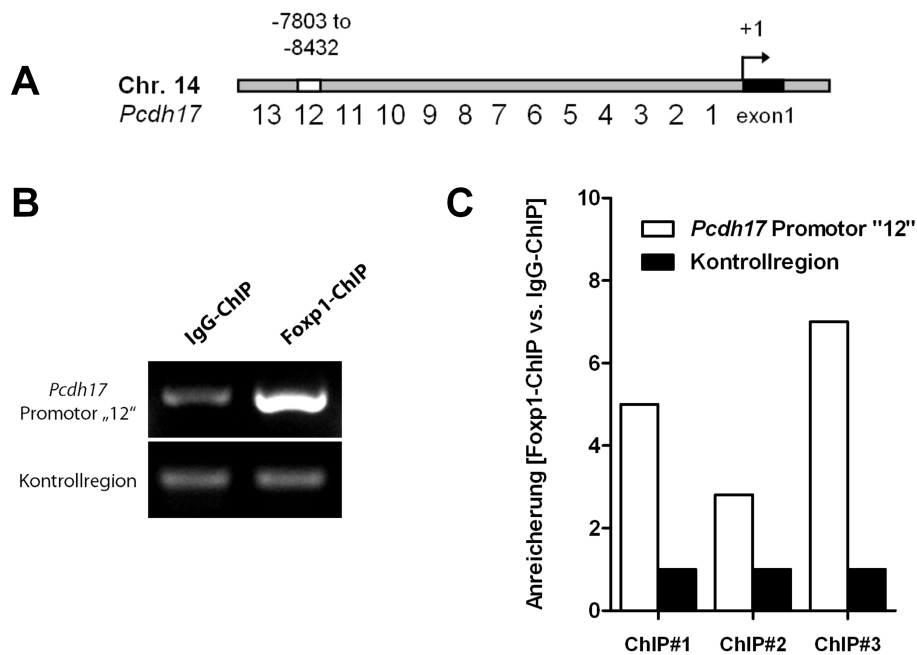 A
-7803 to
-8432
+1
Chr. 14
Pcdh17
13 12 11 10 9 8 7 6 5 4 3 2 1 exon1
B
IgG-ChIP
Foxp1-ChIP
Pcdh17
Promotor „12“
Kontrollregion
C
Anreicherung [Foxp1-ChIP vs. IgG-ChIP]
10
8
6
4
2
0
Pcdh17 Promotor "12"
Kontrollregion
ChIP#1 ChIP#2 ChIP#3